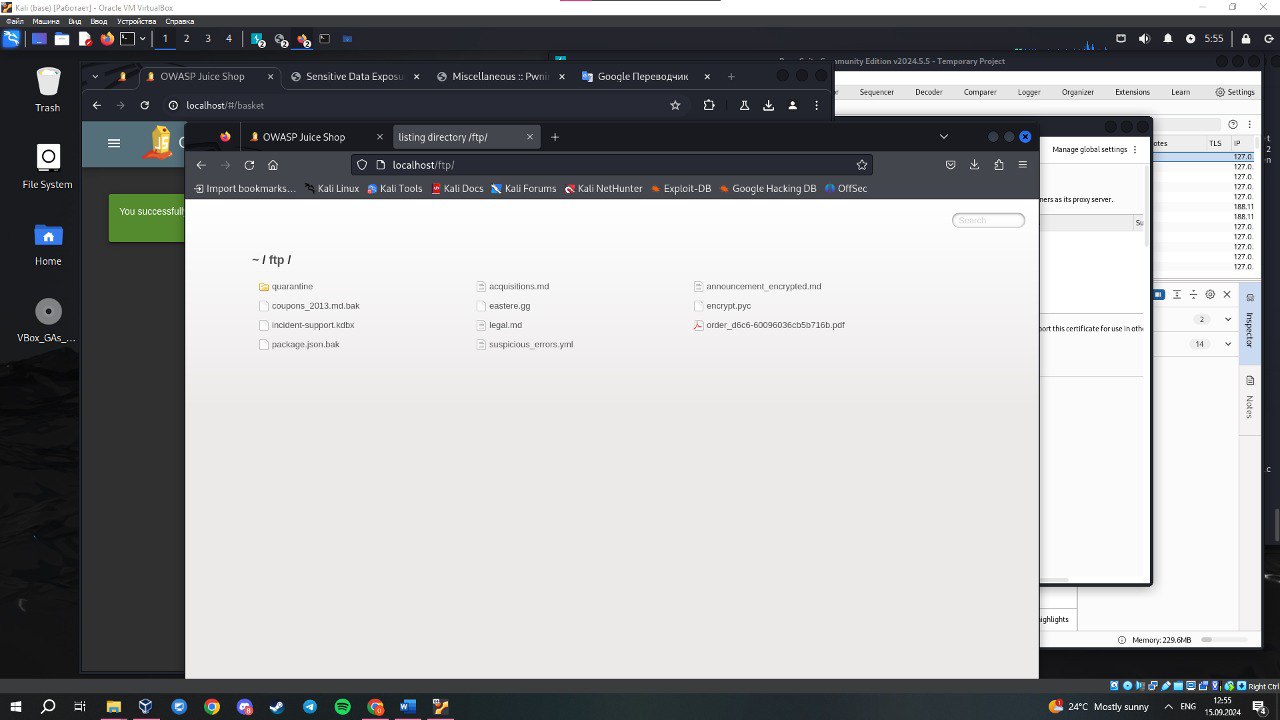 Kali (base) [Работает] - Oracle VM VirtualBox
Файл Машина Вид Ввод Устройства Справка
1 2 3 4 2 2 2 5:55
Community Edition v2024.5.5 - Temporary Project
OWASP Juice Shop Sensitive Data Exposu Miscellaneous :: Pwnin Google Переводчик
Sequencer Decoder Comparer Logger Organizer Extensions Learn Settings
localhost/#/basket
Trash
OWASP Juice Shop listing directory /ftp/
otes TLS IP
Manage global settings
127.0.
localhost/ftp/
127.0.
127.0.
Import bookmarks... Kali Linux Kali Tools Kali Docs Kali Forums Kali NetHunter Exploit-DB Google Hacking DB OffSec
127.0.
File System
127.0.
ners as its proxy server.
188.11
You successfully
188.11
Search
Su
127.0.
127.0.
127.0.
Home
~ / ftp /
127.0.
quarantine acquisitions.md announcement_encrypted.md
coupons_2013.md.bak eastere.gg encrypt.pyc
incident-support.kdbx legal.md order_d6c6-60096036cb5b716b.pdf
package.json.bak suspicious_errors.yml
2
Inspector
port this certificate for use in othe
14
VBox_GAs_...
Notes
ighlights
Memory: 229.6MB
Right Ctrl
24°C Mostly sunny ENG 12:55
15.09.2024
4